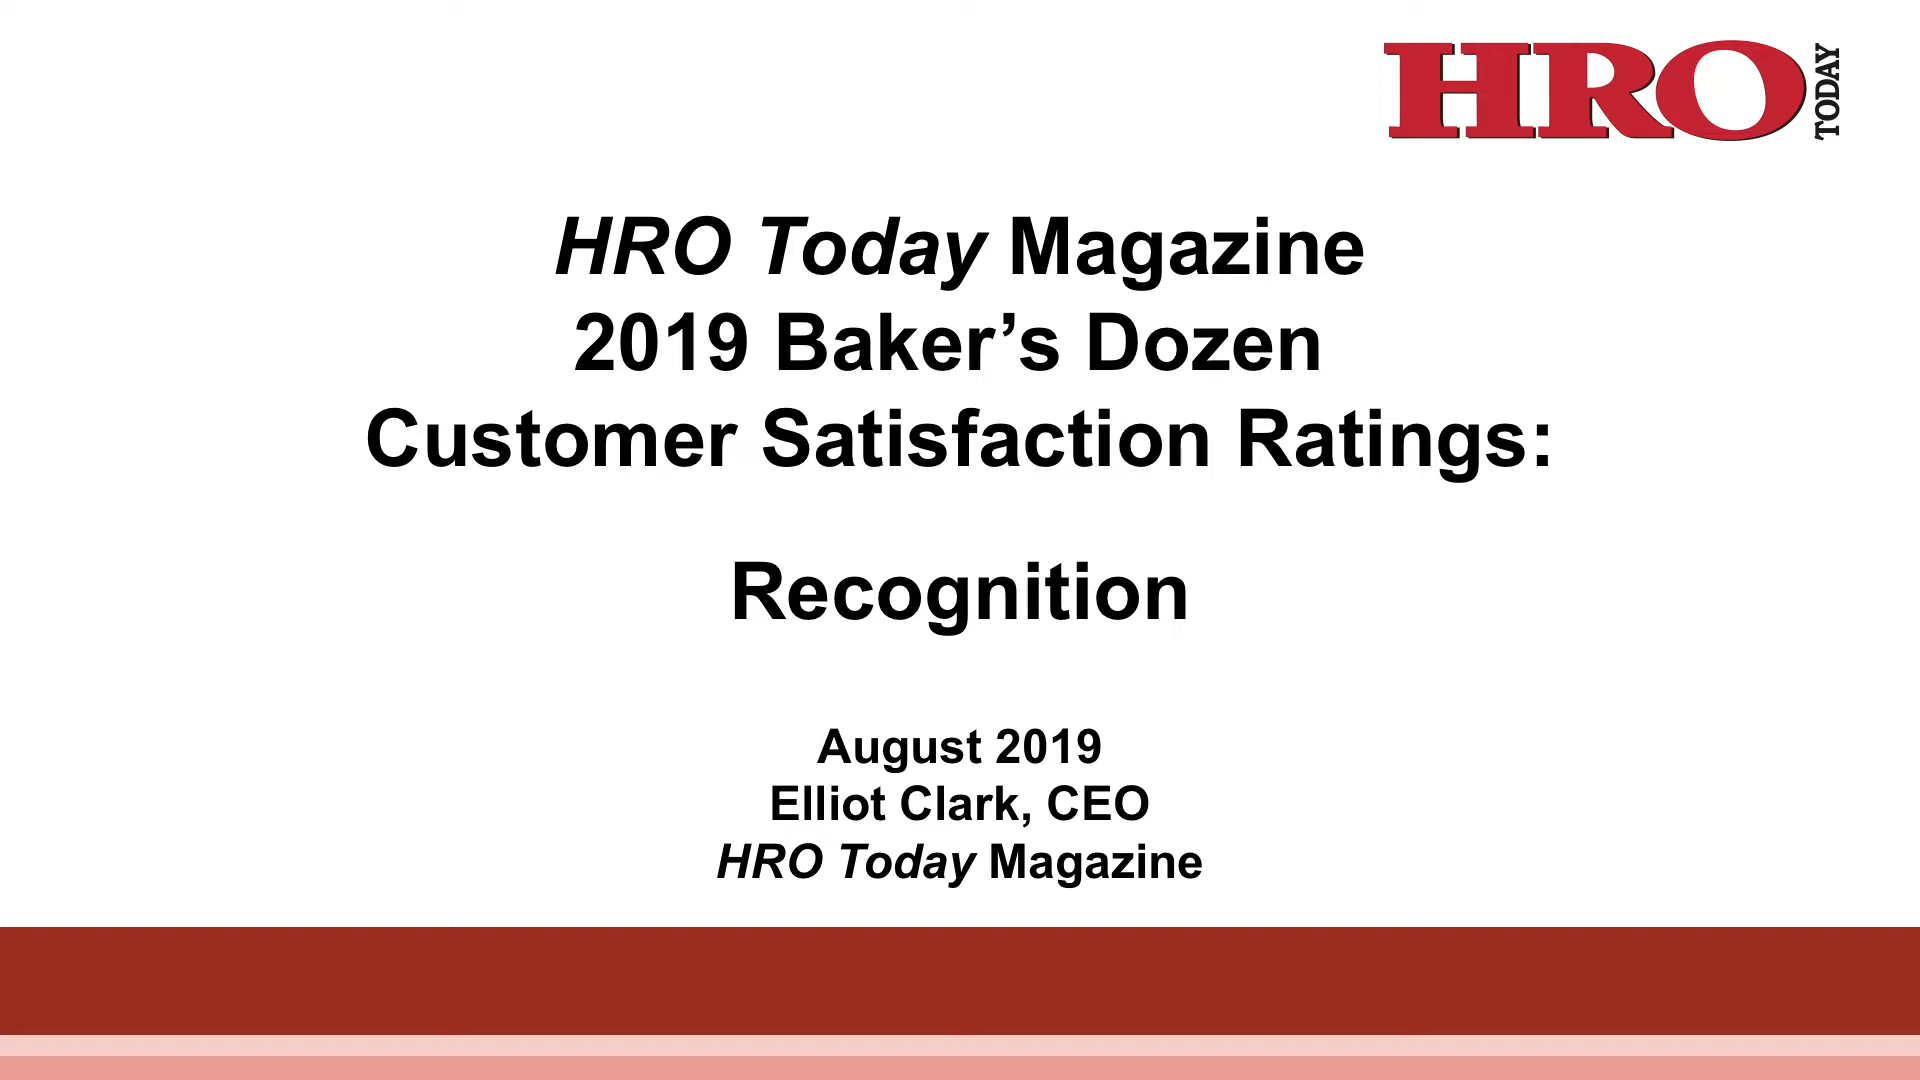 HRO TODAY
HRO Today Magazine
2019 Baker’s Dozen
Customer Satisfaction Ratings:
Recognition
August 2019
Elliot Clark, CEO
HRO Today Magazine